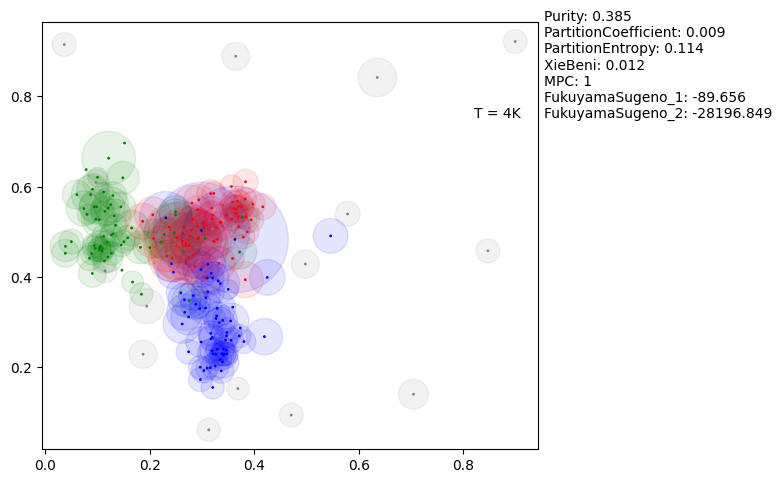 Purity: 0.385
PartitionCoefficient: 0.009
PartitionEntropy: 0.114
XieBeni: 0.012
MPC: 1
FukuyamaSugeno_1: -89.656
FukuyamaSugeno_2: -28196.849
T = 4K
0.8
0.6
0.4
0.2
0.0 0.2 0.4 0.6 0.8